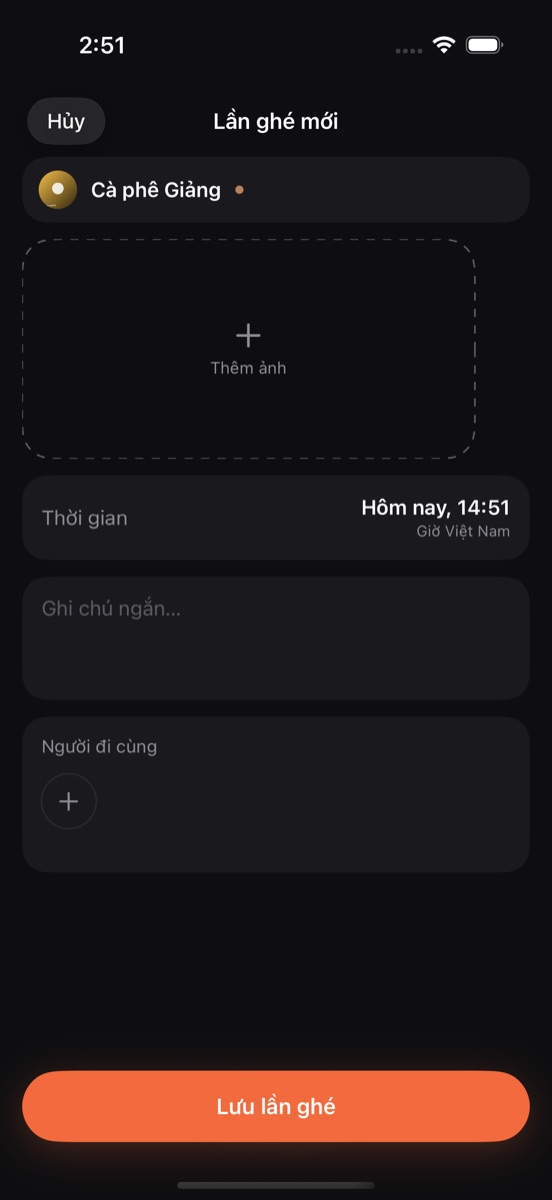 2:51
Hủy
Lần ghé mới
Cà phê Giảng
Thêm ảnh
Thời gian
Hôm nay, 14:51
Giờ Việt Nam
Ghi chú ngắn...
Người đi cùng
Lưu lần ghé